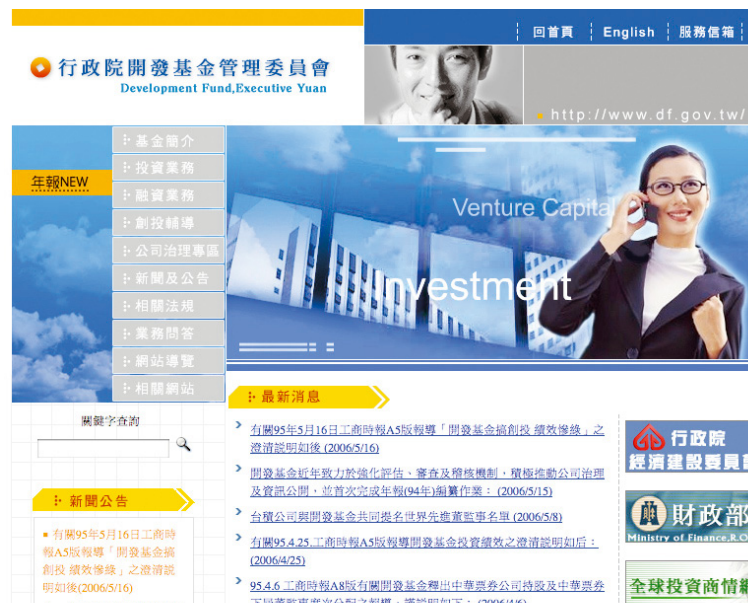 回首頁 English 服務信箱
行政院開發基金管理委員會
Development Fund,Executive Yuan
http://www.df.gov.tw/
年報NEW
基金簡介
投資業務
融資業務
創投輔導
公司治理專區
新聞及公告
相關法規
業務問答
網站導覽
相關網站
Venture Capital
Investment
關鍵字查詢
新聞公告
有關95年5月16日工商時
報A5版報導「開發基金搞
創投 績效慘綠」之澄清說
明如後(2006/5/16)
最新消息
有關95年5月16日工商時報A5版報導「開發基金搞創投 績效慘綠」之
澄清說明如後 (2006/5/16)
開發基金近年致力於強化評估、審查及稽核機制，積極推動公司治理
及資訊公開，並首次完成年報(94年)編纂作業： (2006/5/15)
台積公司與開發基金共同提名世界先進董監事名單 (2006/5/8)
有關95.4.25.工商時報A5版報導開發基金投資績效之澄清說明如后：
(2006/4/25)
95.4.6 工商時報A8版有關開發基金釋出中華票券公司持股及中華票券
行政院
經濟建設委員
財政部
Ministry of Finance,R.O
全球投資商情